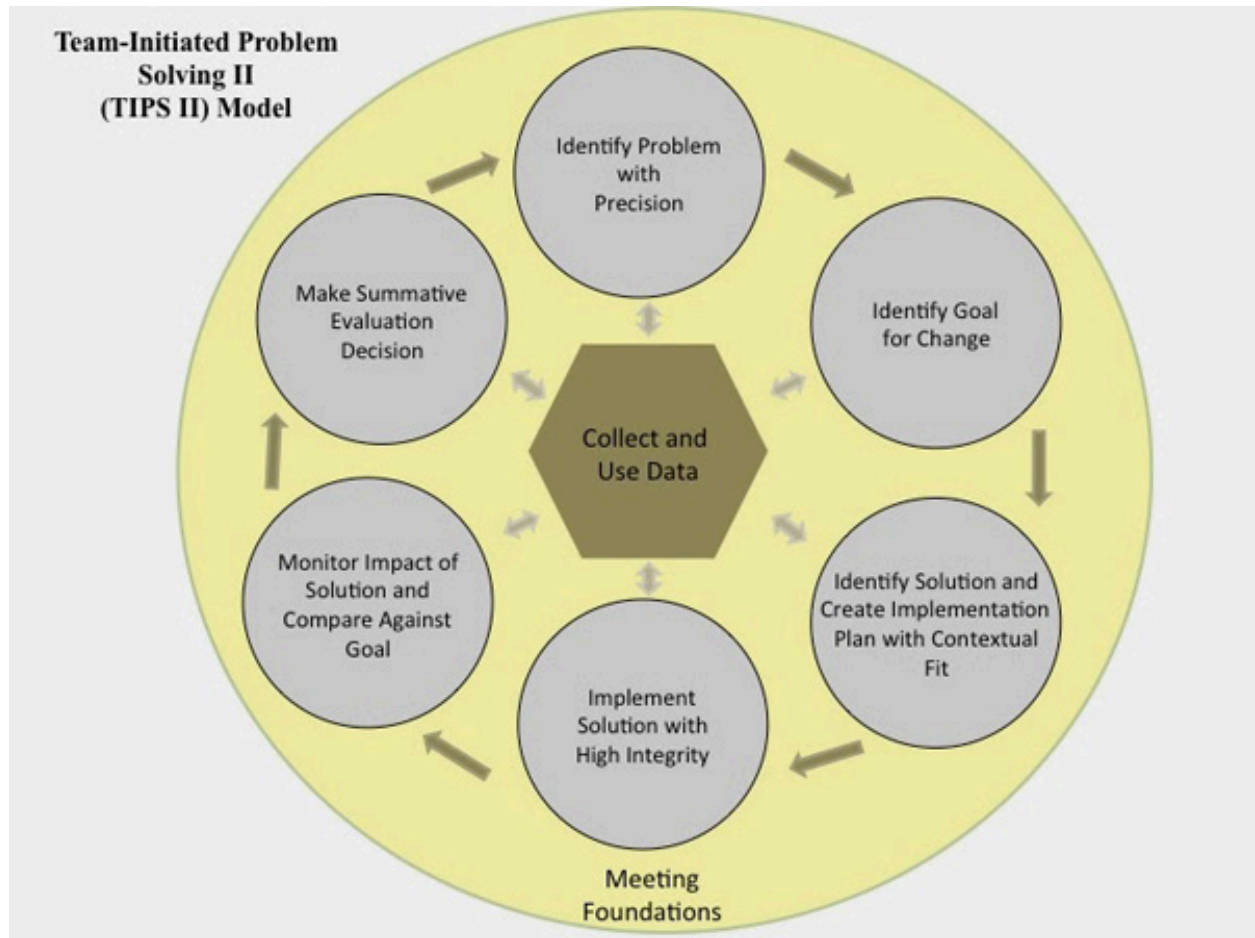 Team-Initiated Problem
Solving II
(TIPS II) Model
Identify Problem
with
Precision
Identify Goal
for Change
Identify Solution and
Create Implementation
Plan with Contextual
Fit
Implement
Solution with
High Integrity
Monitor Impact of
Solution and
Compare Against
Goal
Make Summative
Evaluation
Decision
Collect and
Use Data
Meeting
Foundations